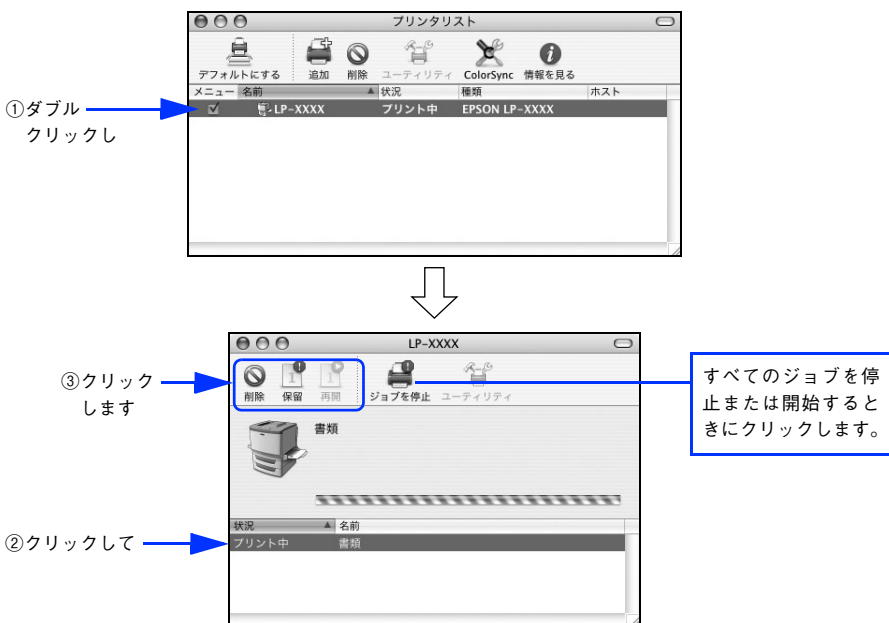 プリンタリスト
デフォルトにする 追加 削除 ユーティリティ ColorSync 情報を見る
メニュー 名前 状況 種類 ホスト
LP-XXXX プリント中 EPSON LP-XXXX
①ダブル
クリックし
LP-XXXX
削除 保留 再開 ジョブを停止 ユーティリティ
③クリック
します
すべてのジョブを停
止または開始すると
きにクリックします。
書類
状況 名前
プリント中 書類
②クリックして